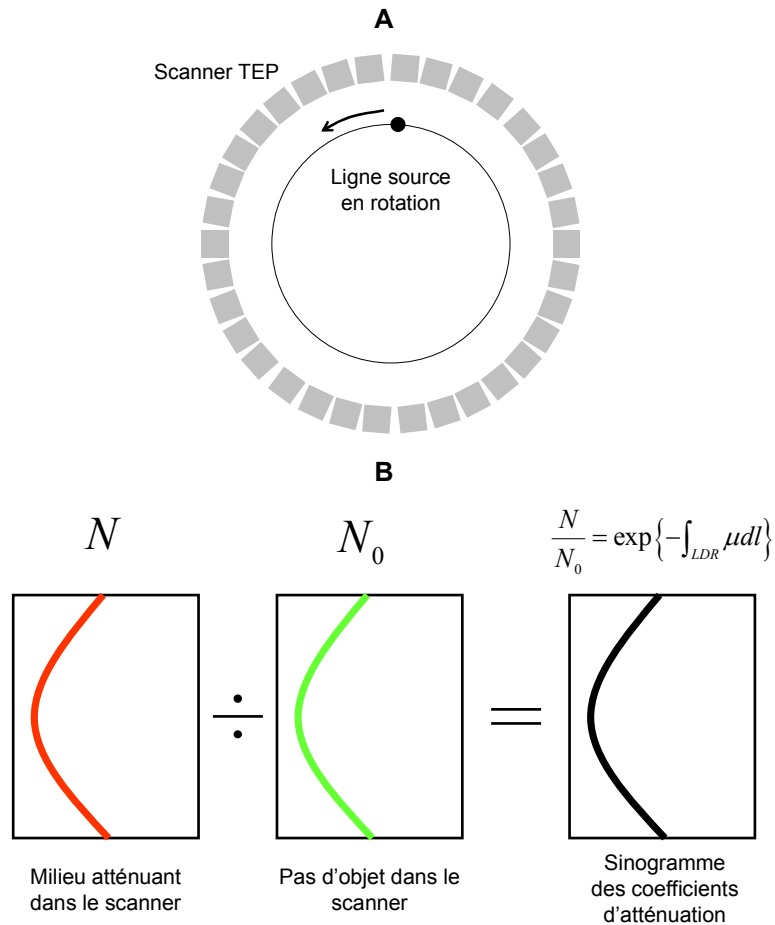 A
Scanner TEP
Ligne source
en rotation
B
N
N₀
N/N₀ = exp{−∫_LDR μdl}
÷
=
Milieu atténuant
dans le scanner
Pas d'objet dans le
scanner
Sinogramme
des coefficients
d'atténuation